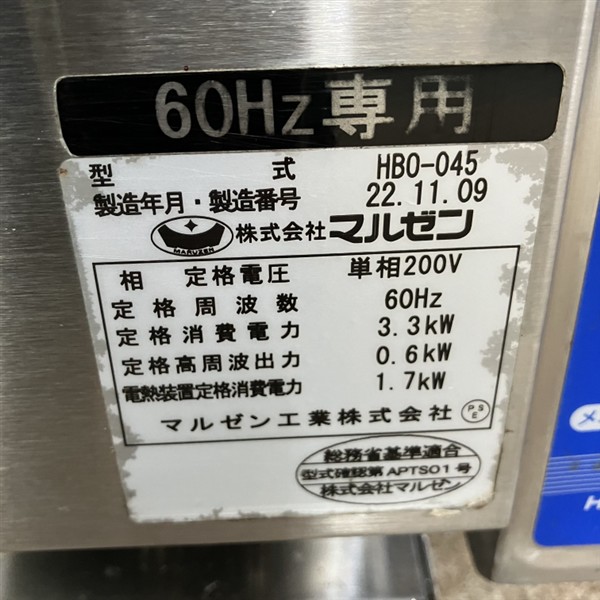 60Hz専用
型式 HBO-045
製造年月・製造番号 22.11.09
MARUZEN 株式会社マルゼン
相 定格電圧 単相200V
定格周波数 60Hz
定格消費電力 3.3kW
定格高周波出力 0.6kW
電熱装置定格消費電力 1.7kW
マルゼン工業株式会社 PSE
総務省基準適合
型式確認第APTS01号
株式会社マルゼン
H